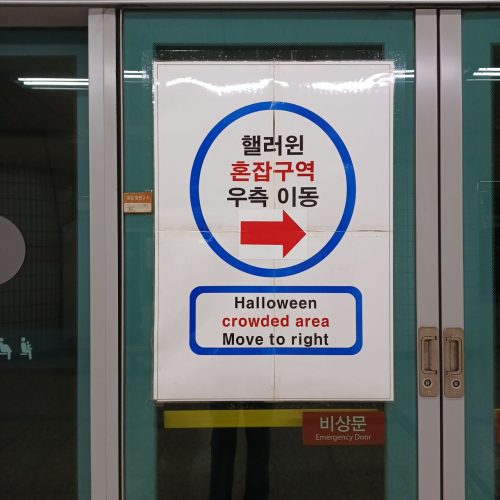 핼러윈
혼잡구역
우측 이동
Halloween
crowded area
Move to right
비상문
Emergency Door